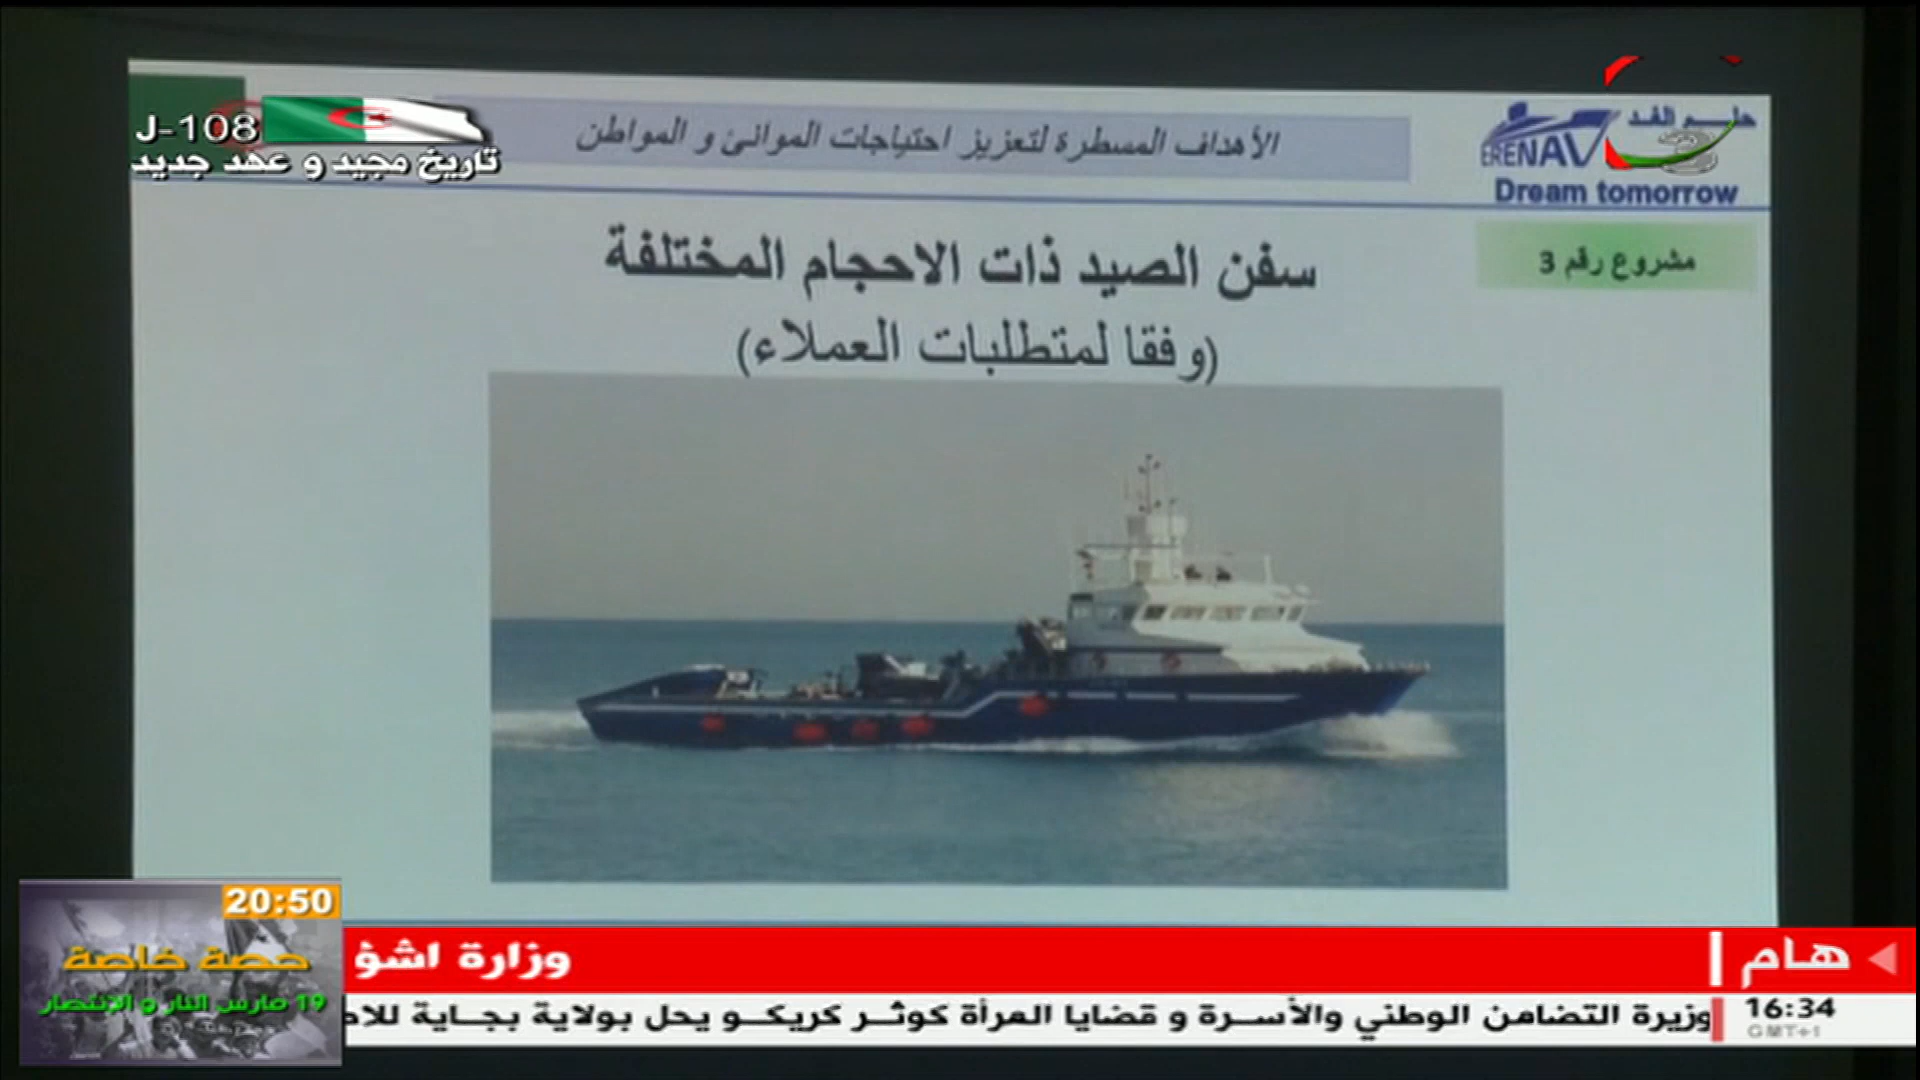 J-108
تاريخ مجيد و عهد جديد
الأهداف المسطرة لتعزيز احتياجات الموانئ و المواطن
حلم الغد
ERENAV
Dream tomorrow
مشروع رقم 3
سفن الصيد ذات الاحجام المختلفة
(وفقا لمتطلبات العملاء)
20:50
حصة خاصة
19 مارس النار و الإنتصار
هام
وزارة اشؤ
16:34
GMT+1
وزيرة التضامن الوطني والأسرة و قضايا المرأة كوثر كريكو يحل بولاية بجاية للاط